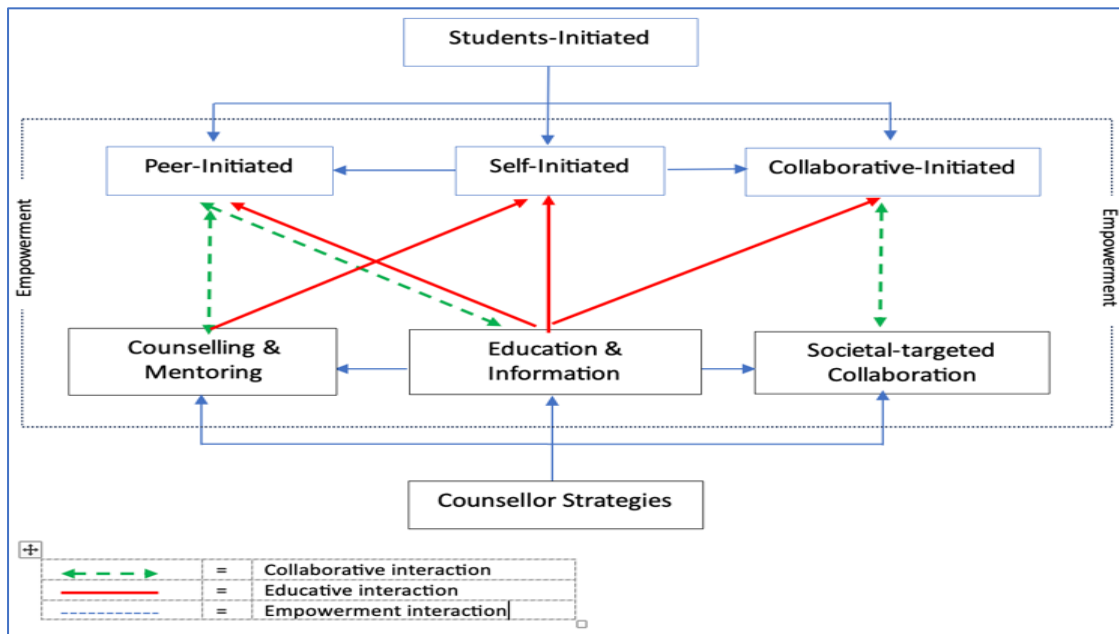 Students-Initiated
Peer-Initiated
Self-Initiated
Collaborative-Initiated
Empowerment
Empowerment
Counselling &
Mentoring
Education &
Information
Societal-targeted
Collaboration
Counsellor Strategies
= Collaborative interaction
= Educative interaction
= Empowerment interaction